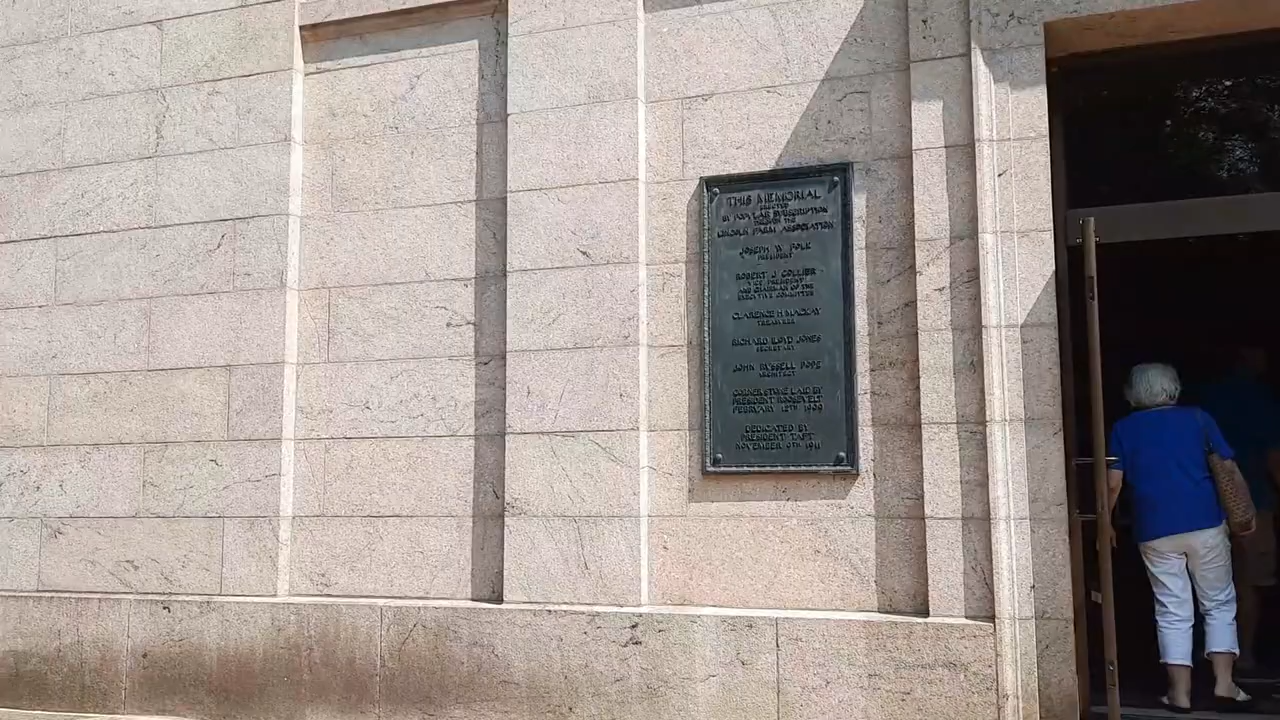 THIS MEMORIAL
ERECTED
BY POPULAR SUBSCRIPTION
THROUGH THE
LINCOLN FARM ASSOCIATION
JOSEPH W. FOLK
PRESIDENT
ROBERT J. COLLIER
VICE PRESIDENT
AND CHAIRMAN OF THE
EXECUTIVE COMMITTEE
CLARENCE H. MACKAY
TREASURER
RICHARD LLOYD JONES
SECRETARY
JOHN RUSSELL POPE
ARCHITECT
CORNER STONE LAID BY
PRESIDENT ROOSEVELT
FEBRUARY 12TH 1909
DEDICATED BY
PRESIDENT TAFT
NOVEMBER 9TH 1911